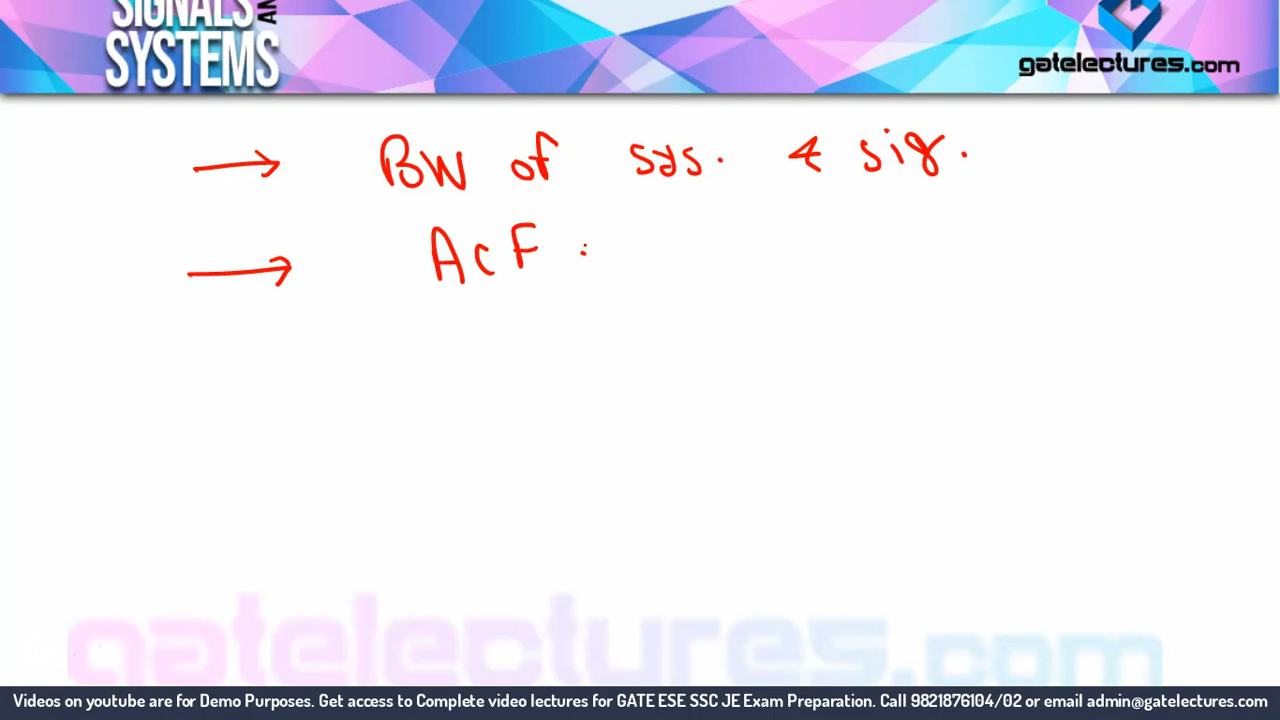 SIGNALS AND
SYSTEMS
gatelectures.com
→ BW of sys. & sig.
→ ACF :
gatelectures.com
Videos on youtube are for Demo Purposes. Get access to Complete video lectures for GATE ESE SSC JE Exam Preparation. Call 9821876104/02 or email admin@gatelectures.com